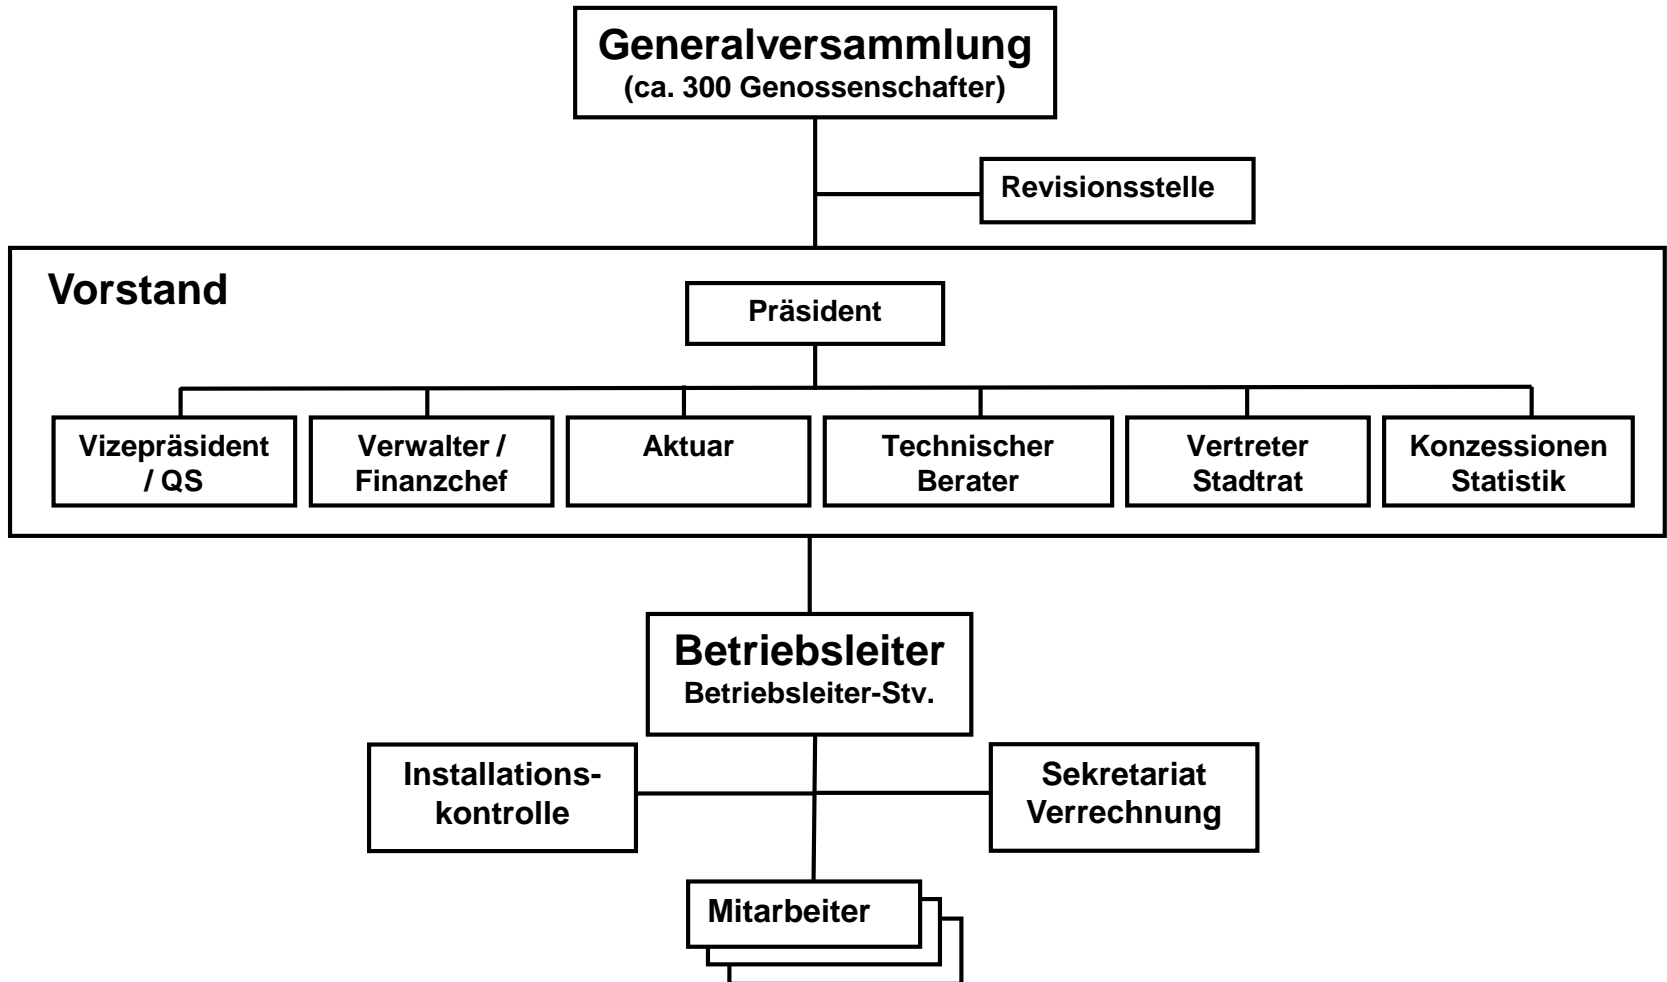 Generalversammlung
(ca. 300 Genossenschafter)
Revisionsstelle
Vorstand
Präsident
Vizepräsident
/ QS
Verwalter /
Finanzchef
Aktuar
Technischer
Berater
Vertreter
Stadtrat
Konzessionen
Statistik
Betriebsleiter
Betriebsleiter-Stv.
Installations-
kontrolle
Sekretariat
Verrechnung
Mitarbeiter